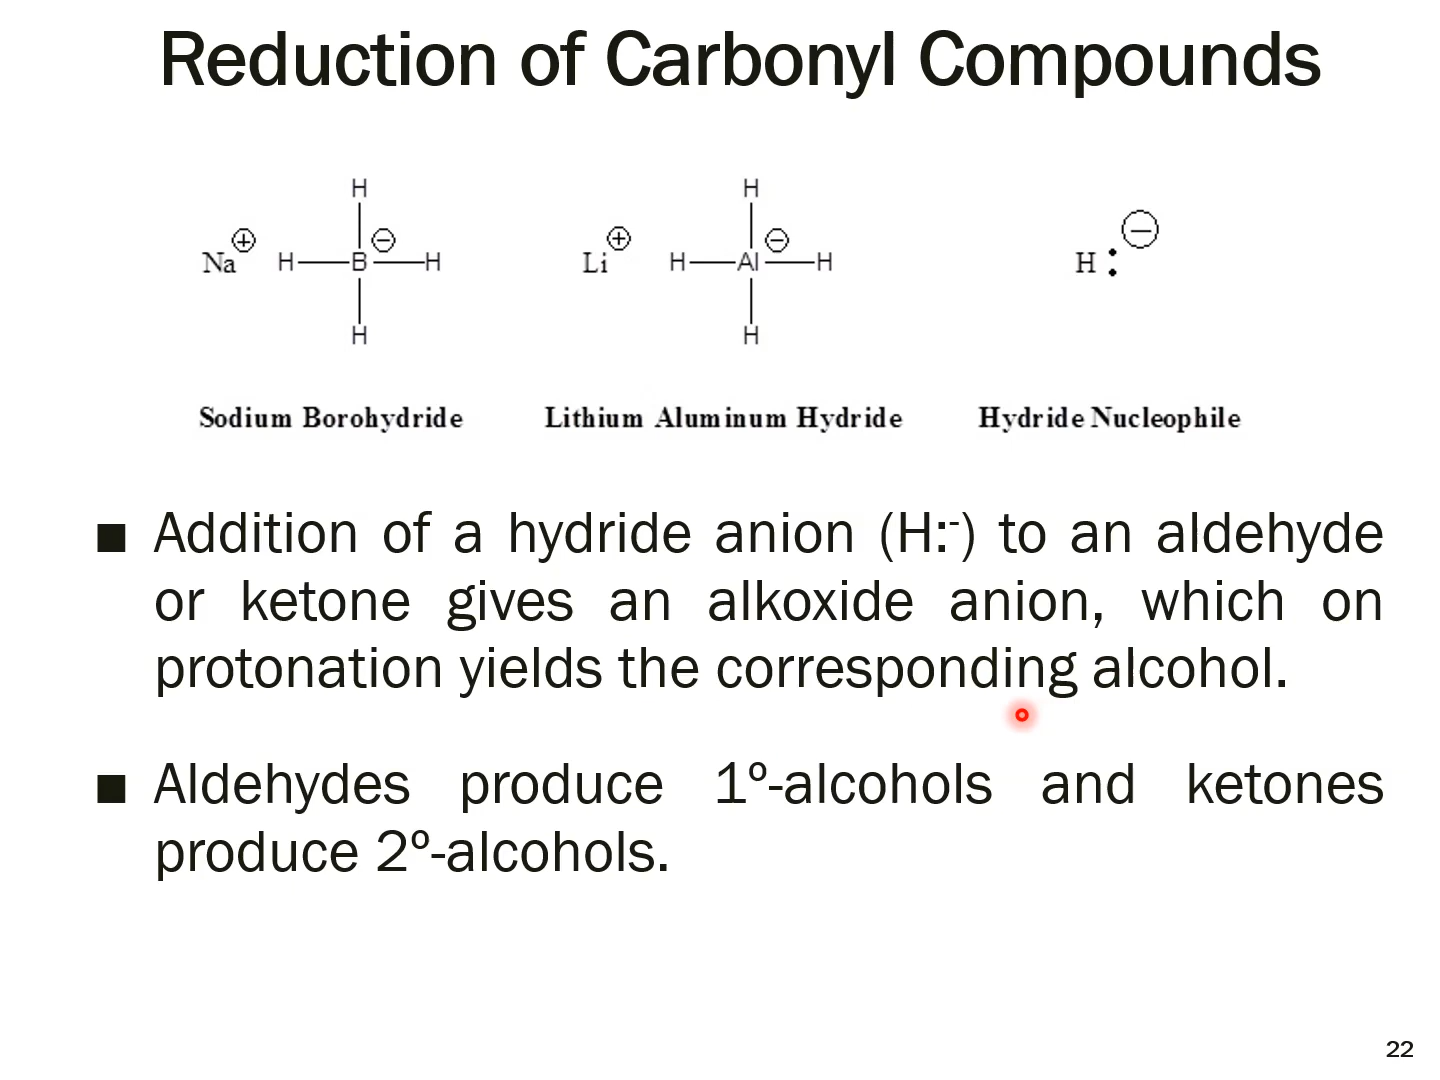 Reduction of Carbonyl Compounds
H
H
Na ⊕ H B ⊖ H
Li ⊕ H Al ⊖ H
H : ⊖
H
H
Sodium Borohydride
Lithium Aluminum Hydride
Hydride Nucleophile
■ Addition of a hydride anion (H:⁻) to an aldehyde
or ketone gives an alkoxide anion, which on
protonation yields the corresponding alcohol.
■ Aldehydes produce 1º-alcohols and ketones
produce 2º-alcohols.
22